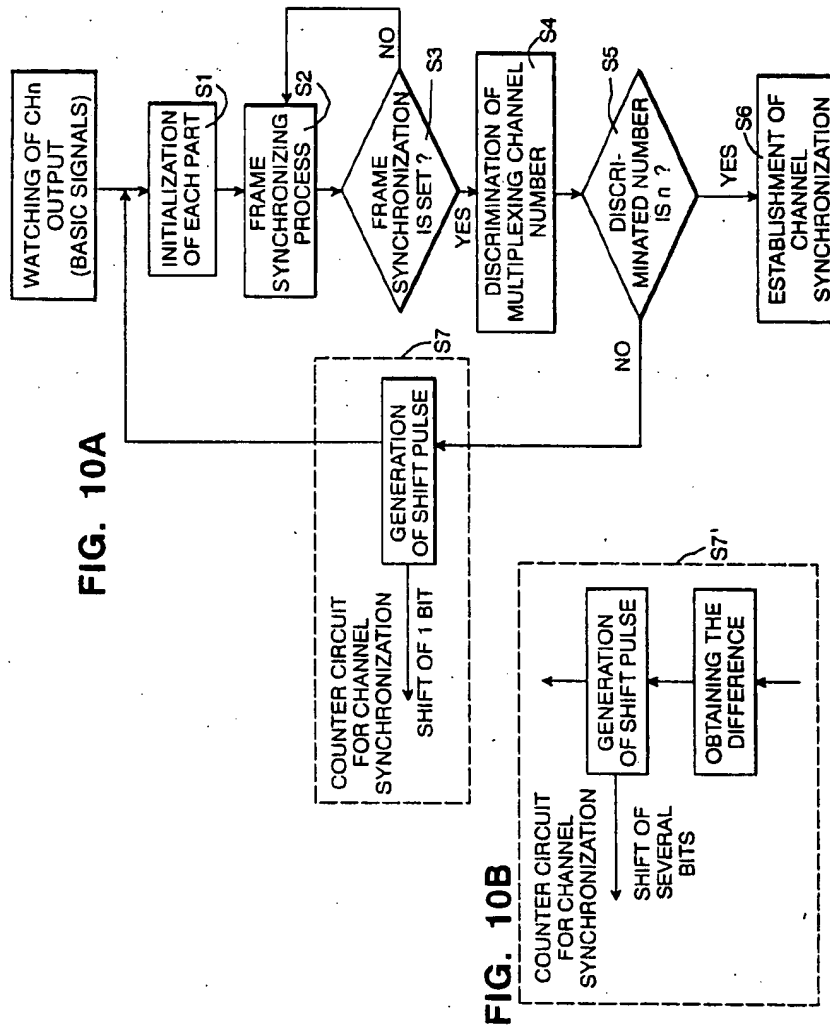 FIG. 10A
WATCHING OF CHn
OUTPUT
(BASIC SIGNALS)
INITIALIZATION
OF EACH PART
S1
FRAME
SYNCHRONIZING
PROCESS
S2
FRAME
SYNCHRONIZATION
IS SET ?
S3
NO
YES
DISCRIMINATION OF
MULTIPLEXING CHANNEL
NUMBER
S4
DISCRI-
MINATED NUMBER
IS n ?
S5
NO
YES
ESTABLISHMENT OF
CHANNEL
SYNCHRONIZATION
S6
COUNTER CIRCUIT
FOR CHANNEL
SYNCHRONIZATION
GENERATION
OF SHIFT PULSE
SHIFT OF 1 BIT
S7
FIG. 10B
COUNTER CIRCUIT
FOR CHANNEL
SYNCHRONIZATION
GENERATION
OF SHIFT PULSE
SHIFT OF
SEVERAL
BITS
OBTAINING THE
DIFFERENCE
S7'